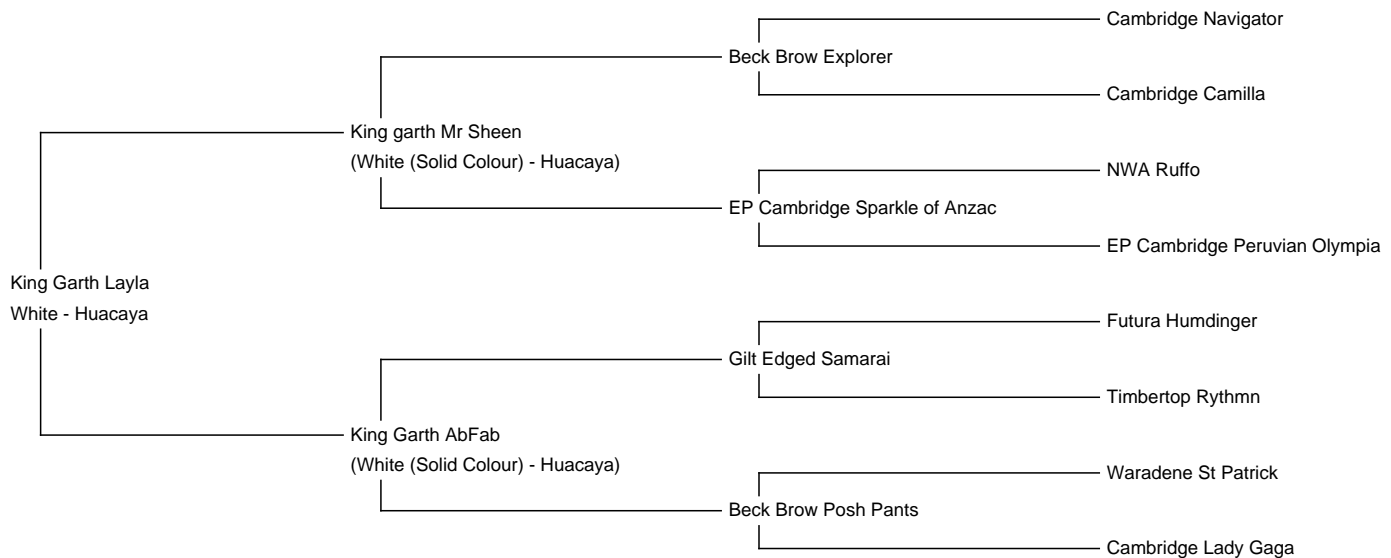 Cambridge Navigator
Beck Brow Explorer
Cambridge Camilla
King garth Mr Sheen
(White (Solid Colour) - Huacaya)
NWA Ruffo
EP Cambridge Sparkle of Anzac
EP Cambridge Peruvian Olympia
King Garth Layla
White - Huacaya
Futura Humdinger
Gilt Edged Samarai
Timbertop Rythmn
King Garth AbFab
(White (Solid Colour) - Huacaya)
Waradene St Patrick
Beck Brow Posh Pants
Cambridge Lady Gaga